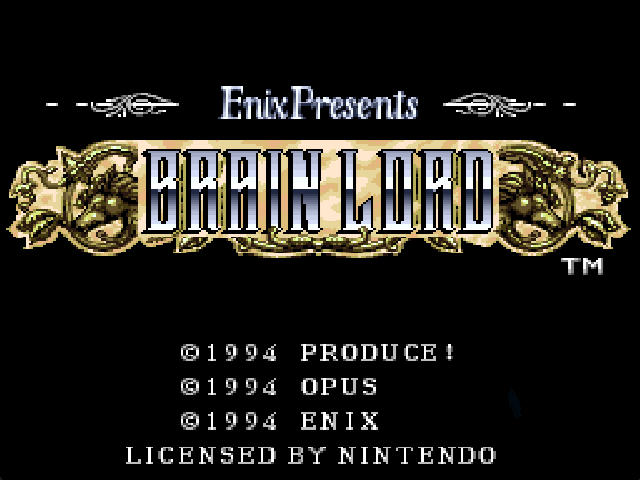 Enix Presents
BRAIN LORD
TM
©1994 PRODUCE!
©1994 OPUS
©1994 ENIX
LICENSED BY NINTENDO